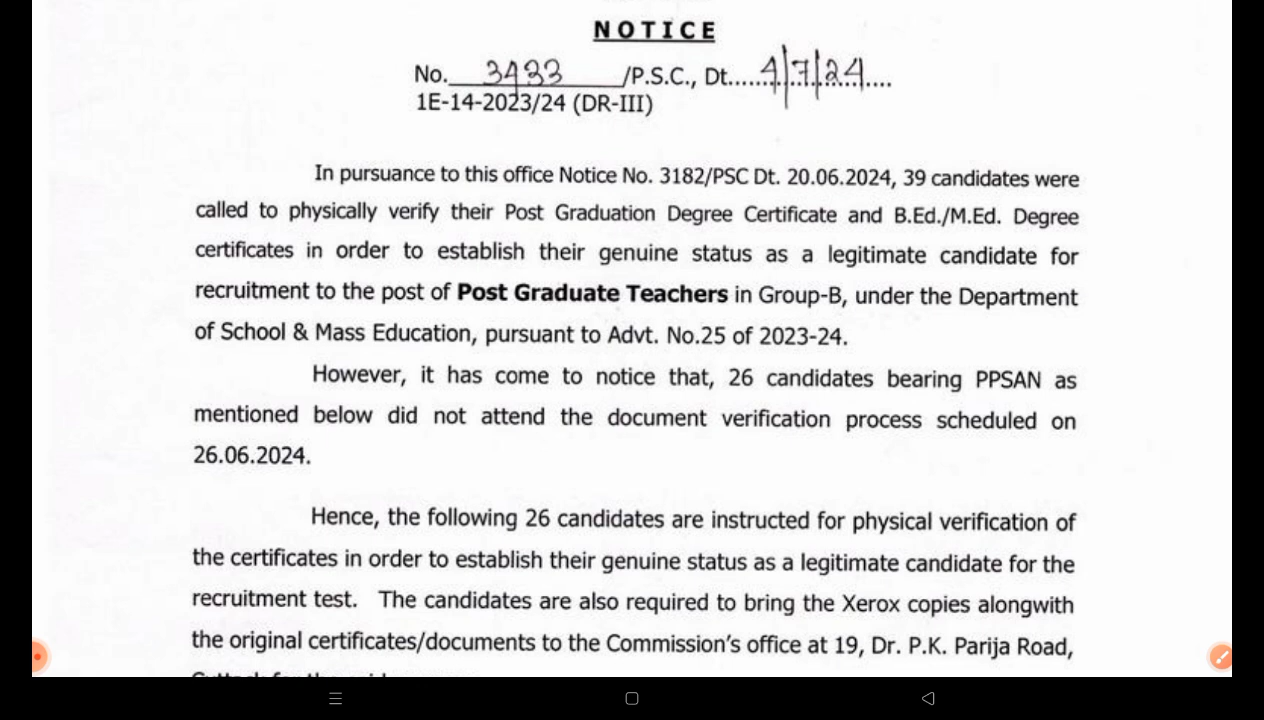 NOTICE
No. 3433 /P.S.C., Dt.....4/7/24....
1E-14-2023/24 (DR-III)
In pursuance to this office Notice No. 3182/PSC Dt. 20.06.2024, 39 candidates were
called to physically verify their Post Graduation Degree Certificate and B.Ed./M.Ed. Degree
certificates in order to establish their genuine status as a legitimate candidate for
recruitment to the post of Post Graduate Teachers in Group-B, under the Department
of School & Mass Education, pursuant to Advt. No.25 of 2023-24.
However, it has come to notice that, 26 candidates bearing PPSAN as
mentioned below did not attend the document verification process scheduled on
26.06.2024.
Hence, the following 26 candidates are instructed for physical verification of
the certificates in order to establish their genuine status as a legitimate candidate for the
recruitment test. The candidates are also required to bring the Xerox copies alongwith
the original certificates/documents to the Commission's office at 19, Dr. P.K. Parija Road,